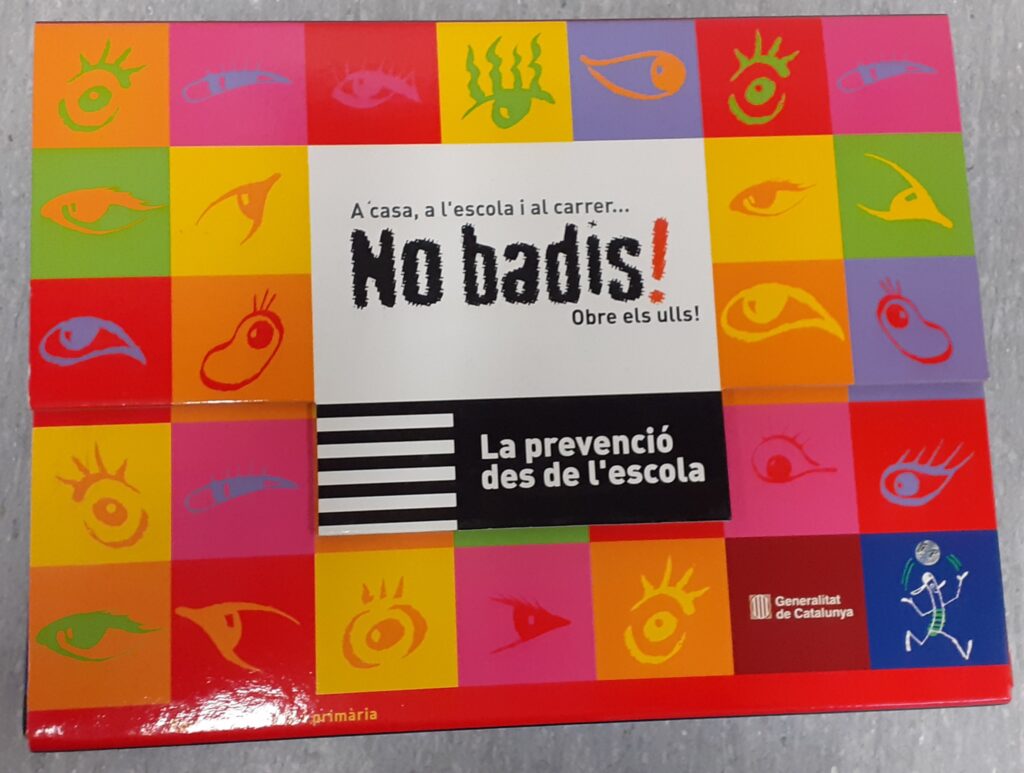 A´casa, a l'escola i al carrer...
No badis!
Obre els ulls!
La prevenció
des de l'escola
Generalitat
de Catalunya
primària